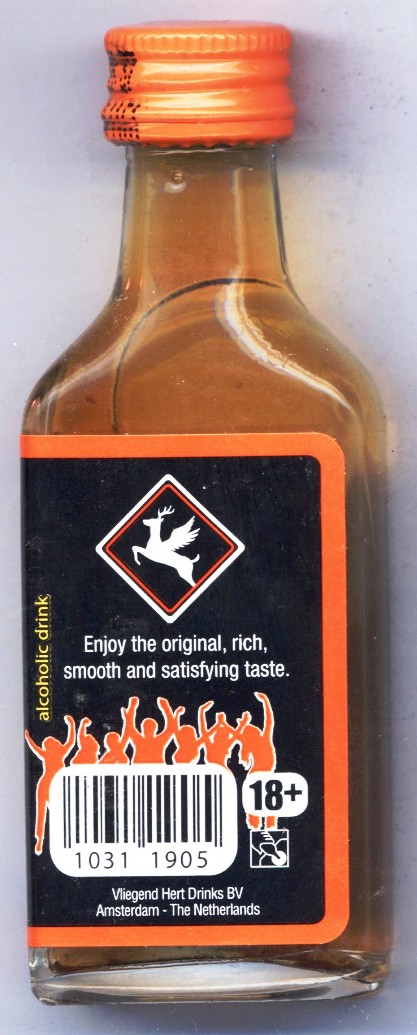 alcoholic drink
Enjoy the original, rich,
smooth and satisfying taste.
18+
1031 1905
Vliegend Hert Drinks BV
Amsterdam - The Netherlands